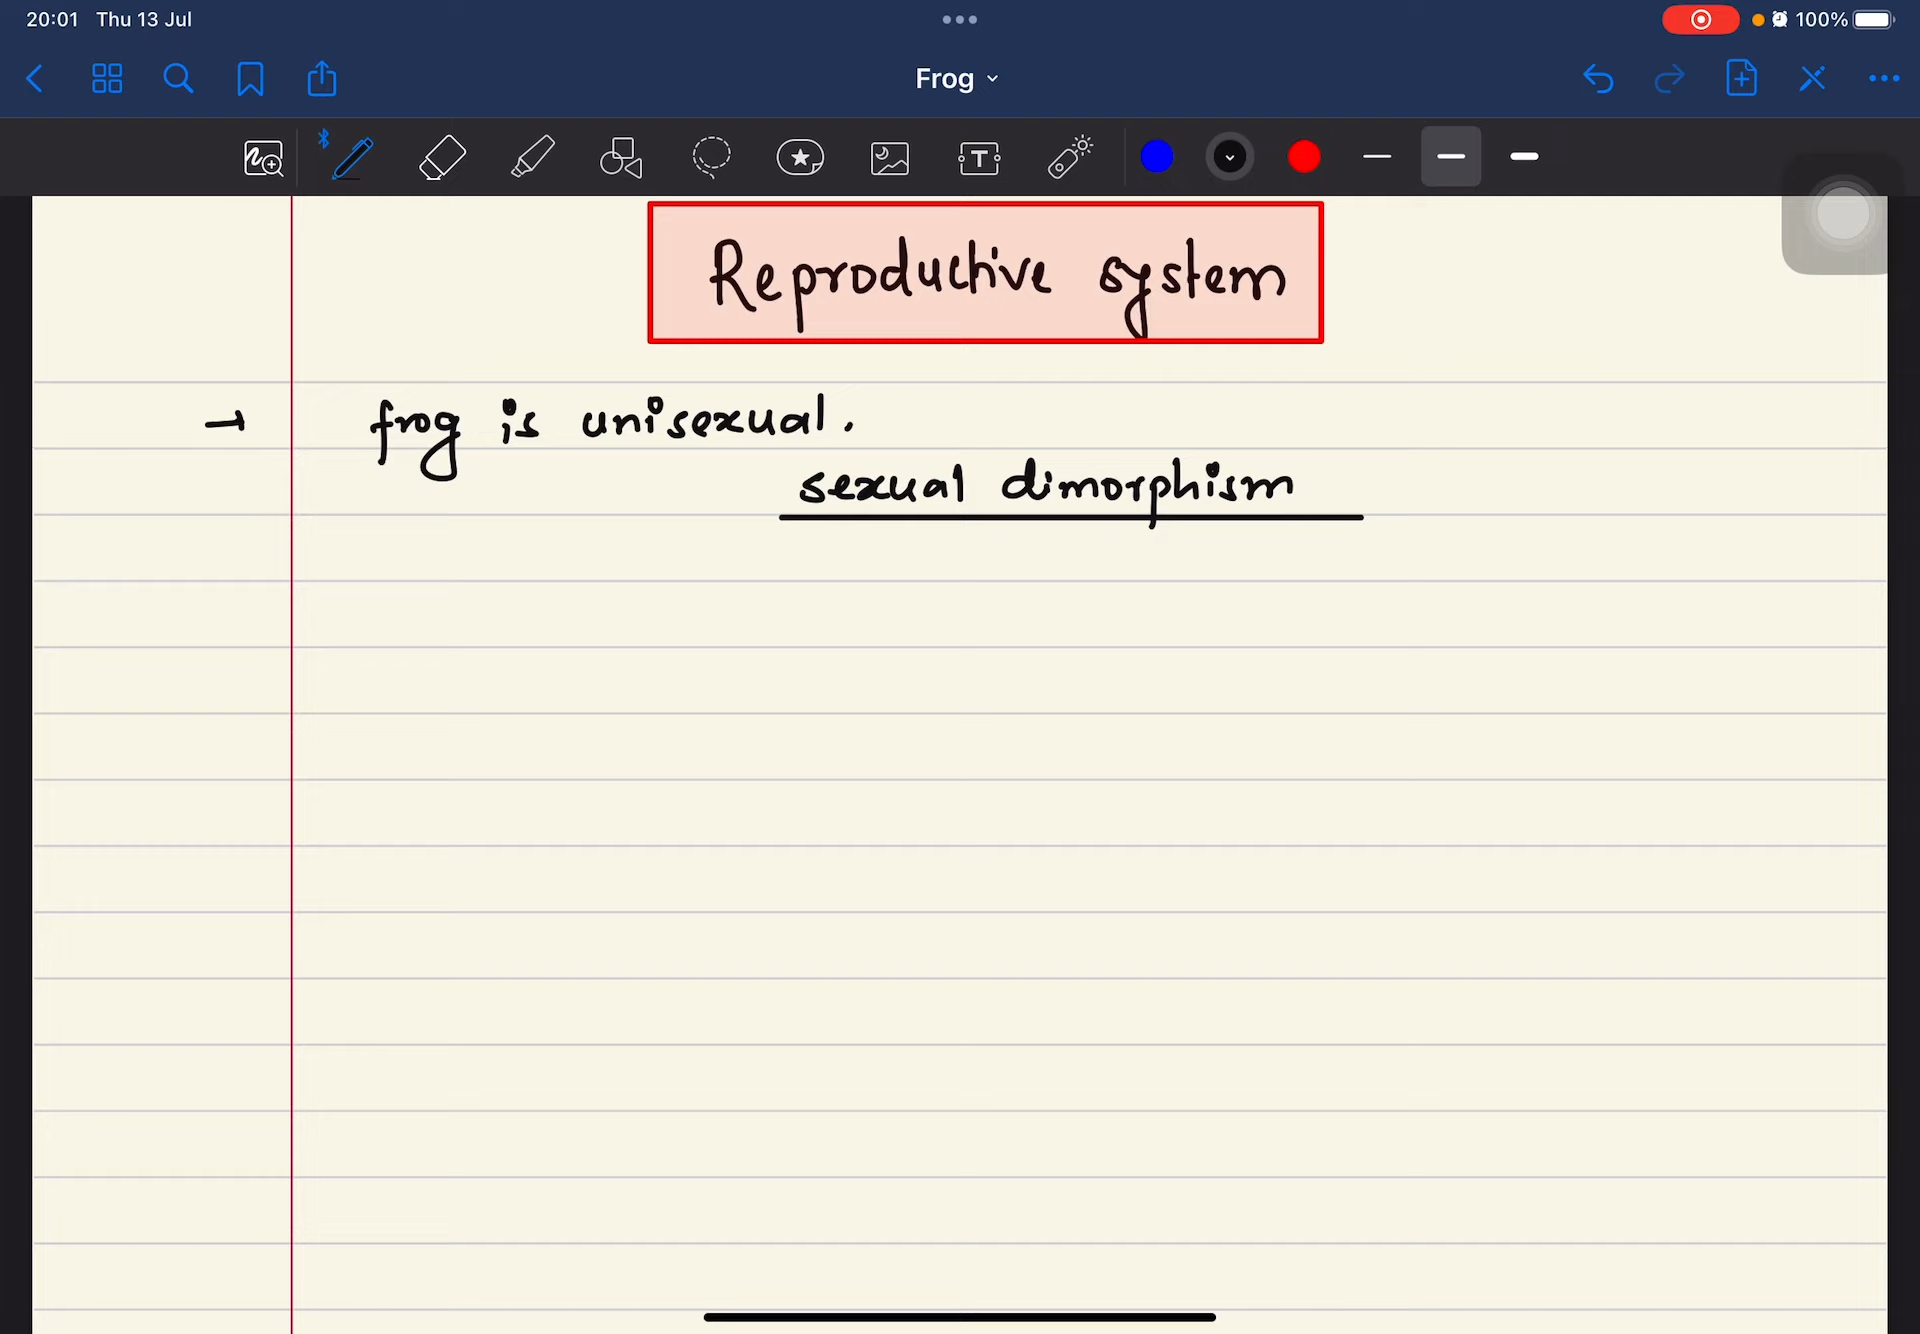 20:01 Thu 13 Jul
100%
Frog
T
Reproductive system
→ frog is unisexual.
sexual dimorphism